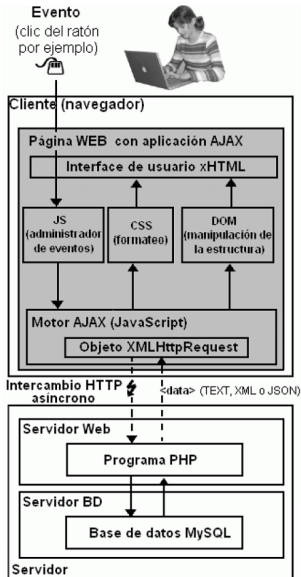 Evento
(clic del ratón
por ejemplo)
Cliente (navegador)
Página WEB con aplicación AJAX
Interface de usuario xHTML
JS
(administrador
de eventos)
CSS
(formateo)
DOM
(manipulación
de la
estructura)
Motor AJAX (JavaScript)
Objeto XMLHttpRequest
Intercambio HTTP
asíncrono
<data> (TEXT, XML o JSON)
Servidor Web
Programa PHP
Servidor BD
Base de datos MySQL
Servidor